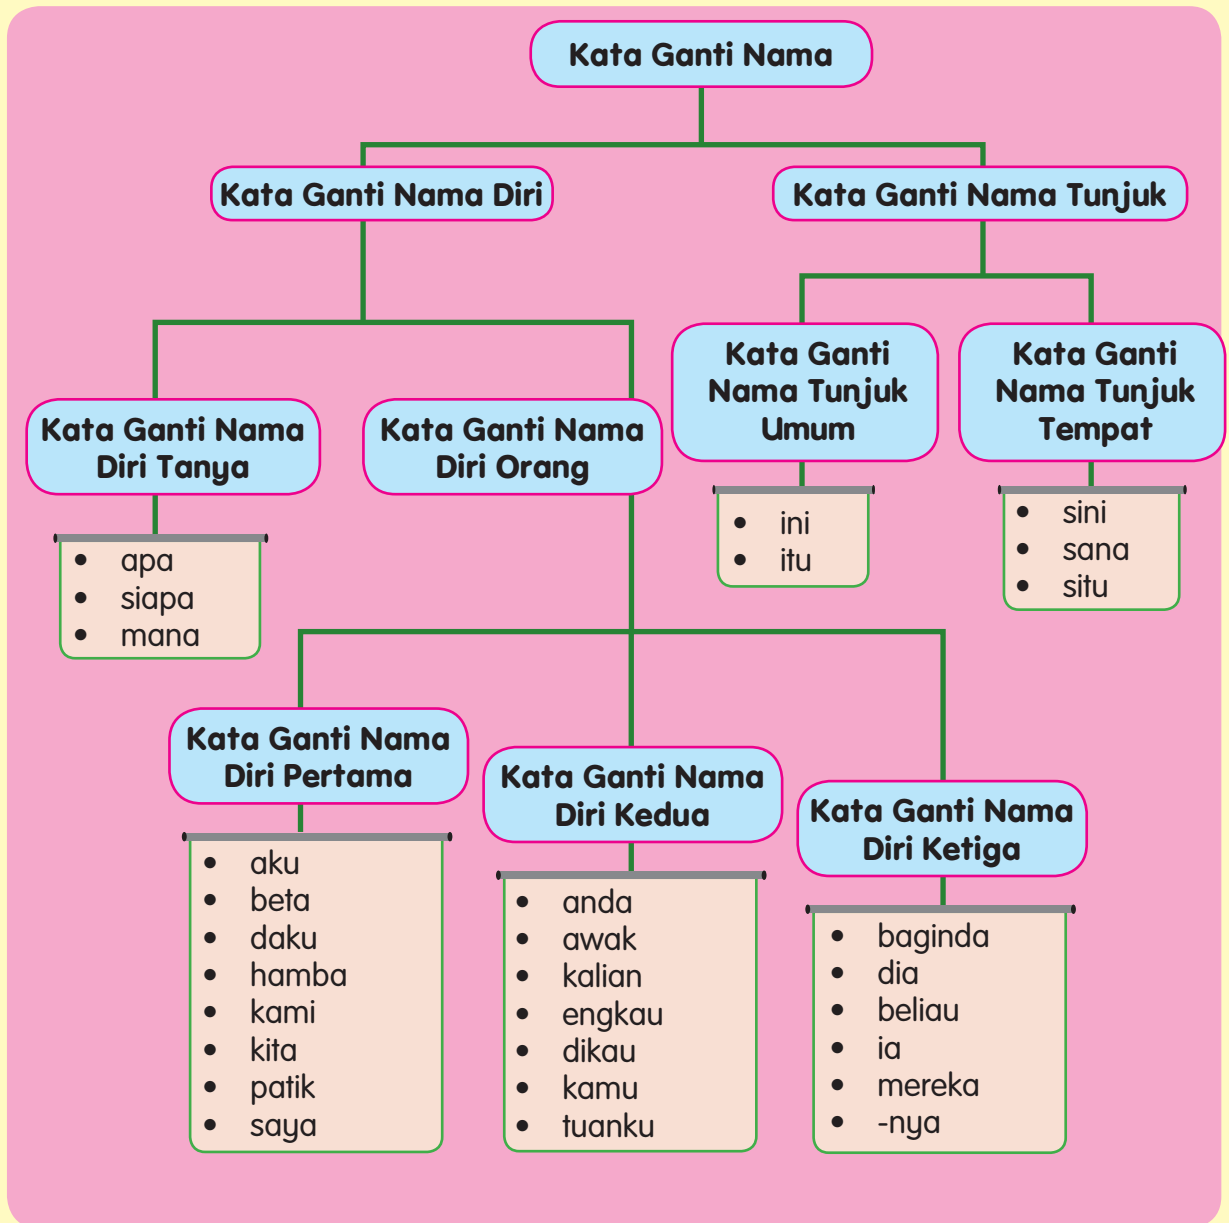 Kata Ganti Nama
Kata Ganti Nama Diri
Kata Ganti Nama Tunjuk
Kata Ganti Nama
Diri Tanya
• apa
• siapa
• mana
Kata Ganti Nama
Diri Orang
Kata Ganti
Nama Tunjuk
Umum
• ini
• itu
Kata Ganti
Nama Tunjuk
Tempat
• sini
• sana
• situ
Kata Ganti Nama
Diri Pertama
• aku
• beta
• daku
• hamba
• kami
• kita
• patik
• saya
Kata Ganti Nama
Diri Kedua
• anda
• awak
• kalian
• engkau
• dikau
• kamu
• tuanku
Kata Ganti Nama
Diri Ketiga
• baginda
• dia
• beliau
• ia
• mereka
• -nya